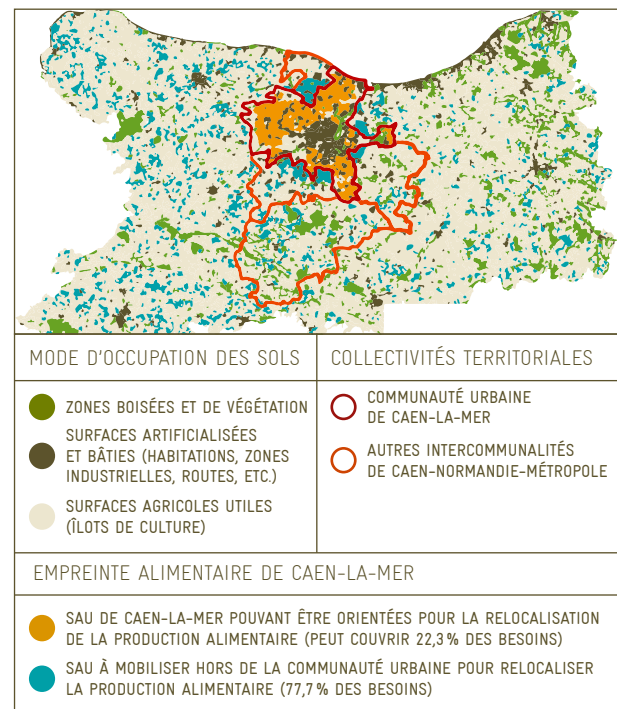 MODE D'OCCUPATION DES SOLS
ZONES BOISÉES ET DE VÉGÉTATION
SURFACES ARTIFICIALISÉES
ET BÂTIES (HABITATIONS, ZONES
INDUSTRIELLES, ROUTES, ETC.)
SURFACES AGRICOLES UTILES
(ÎLOTS DE CULTURE)
COLLECTIVITÉS TERRITORIALES
COMMUNAUTÉ URBAINE
DE CAEN-LA-MER
AUTRES INTERCOMMUNALITÉS
DE CAEN-NORMANDIE-MÉTROPOLE
EMPREINTE ALIMENTAIRE DE CAEN-LA-MER
SAU DE CAEN-LA-MER POUVANT ÊTRE ORIENTÉES POUR LA RELOCALISATION
DE LA PRODUCTION ALIMENTAIRE (PEUT COUVRIR 22,3 % DES BESOINS)
SAU À MOBILISER HORS DE LA COMMUNAUTÉ URBAINE POUR RELOCALISER
LA PRODUCTION ALIMENTAIRE (77,7 % DES BESOINS)